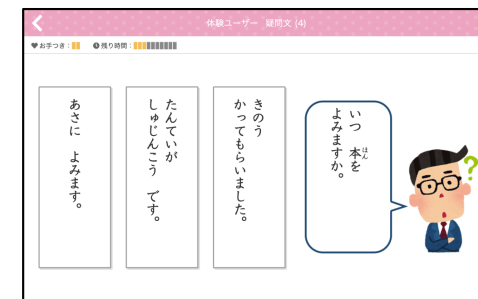 体験ユーザー 疑問文 (4)
♥お手つき：
残り時間：
いつ 本を
よみますか。
ほん
きのう
かってもらいました。
たんていが
しゅじんこう です。
あさに よみます。
?